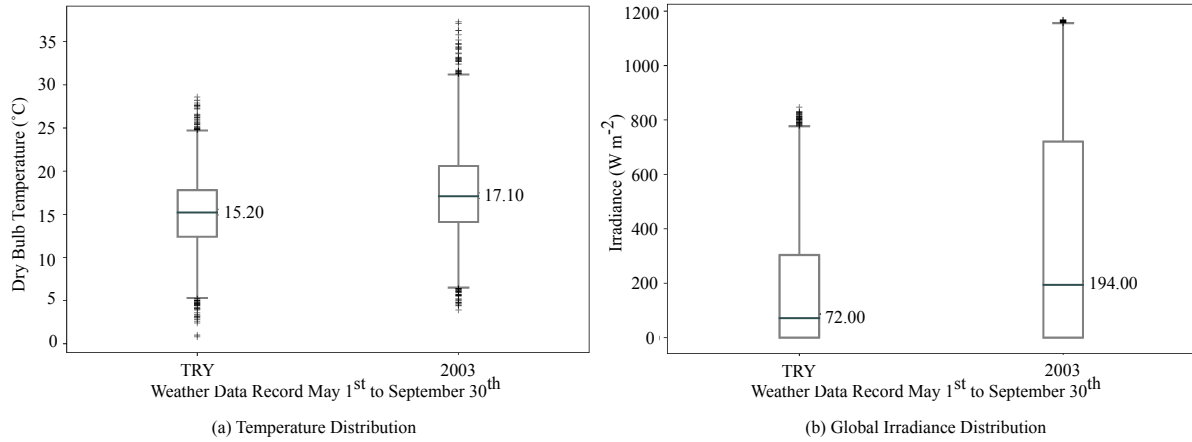 35
30
25
20
15
10
5
0
Dry Bulb Temperature (˚C)
15.20
17.10
TRY
2003
Weather Data Record May 1st to September 30th
(a) Temperature Distribution
1200
1000
800
600
400
200
0
Irradiance (W m-2)
72.00
194.00
TRY
2003
Weather Data Record May 1st to September 30th
(b) Global Irradiance Distribution